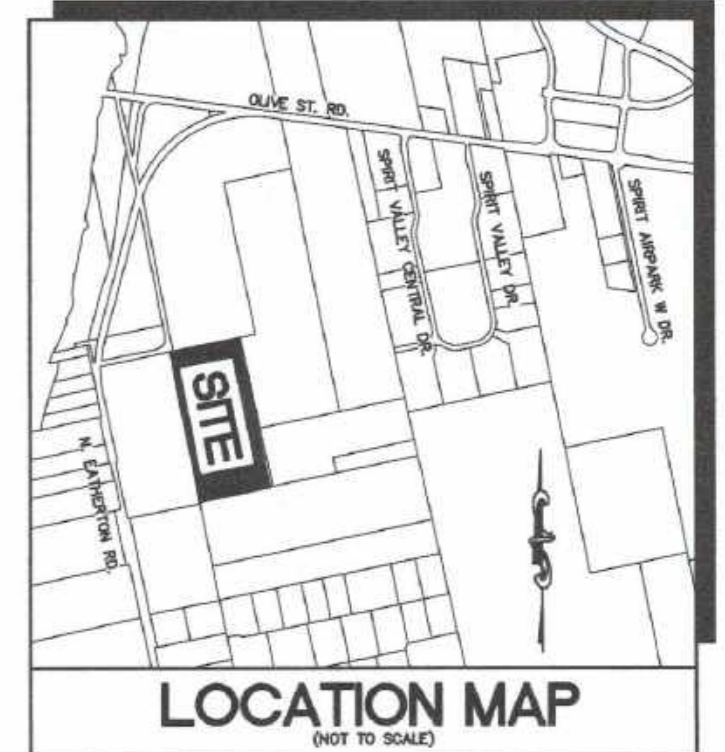 OLIVE ST. RD.
SPIRIT VALLEY CENTRAL DR.
SPIRIT VALLEY DR.
SPIRIT AIRPARK W DR.
SITE
N. EATHERTON RD.
LOCATION MAP
(NOT TO SCALE)